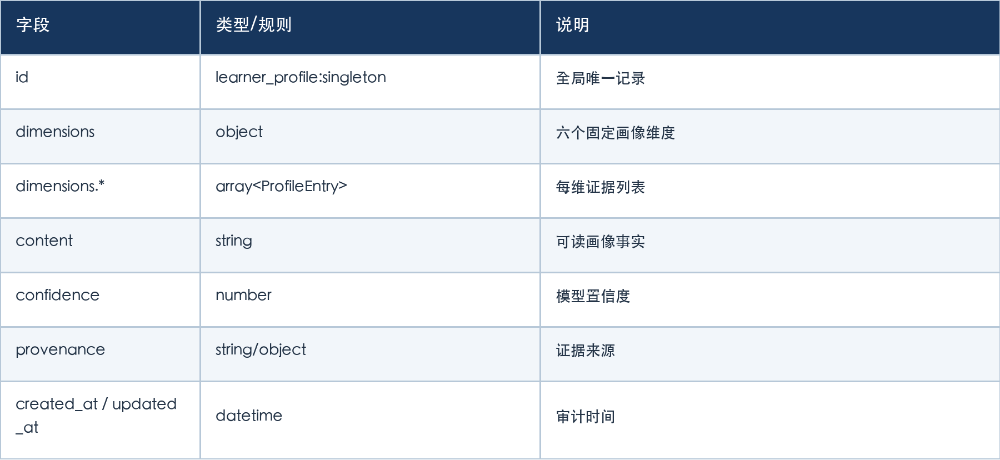 字段 类型/规则 说明
id learner_profile:singleton 全局唯一记录
dimensions object 六个固定画像维度
dimensions.* array<ProfileEntry> 每维证据列表
content string 可读画像事实
confidence number 模型置信度
provenance string/object 证据来源
created_at / updated
_at datetime 审计时间